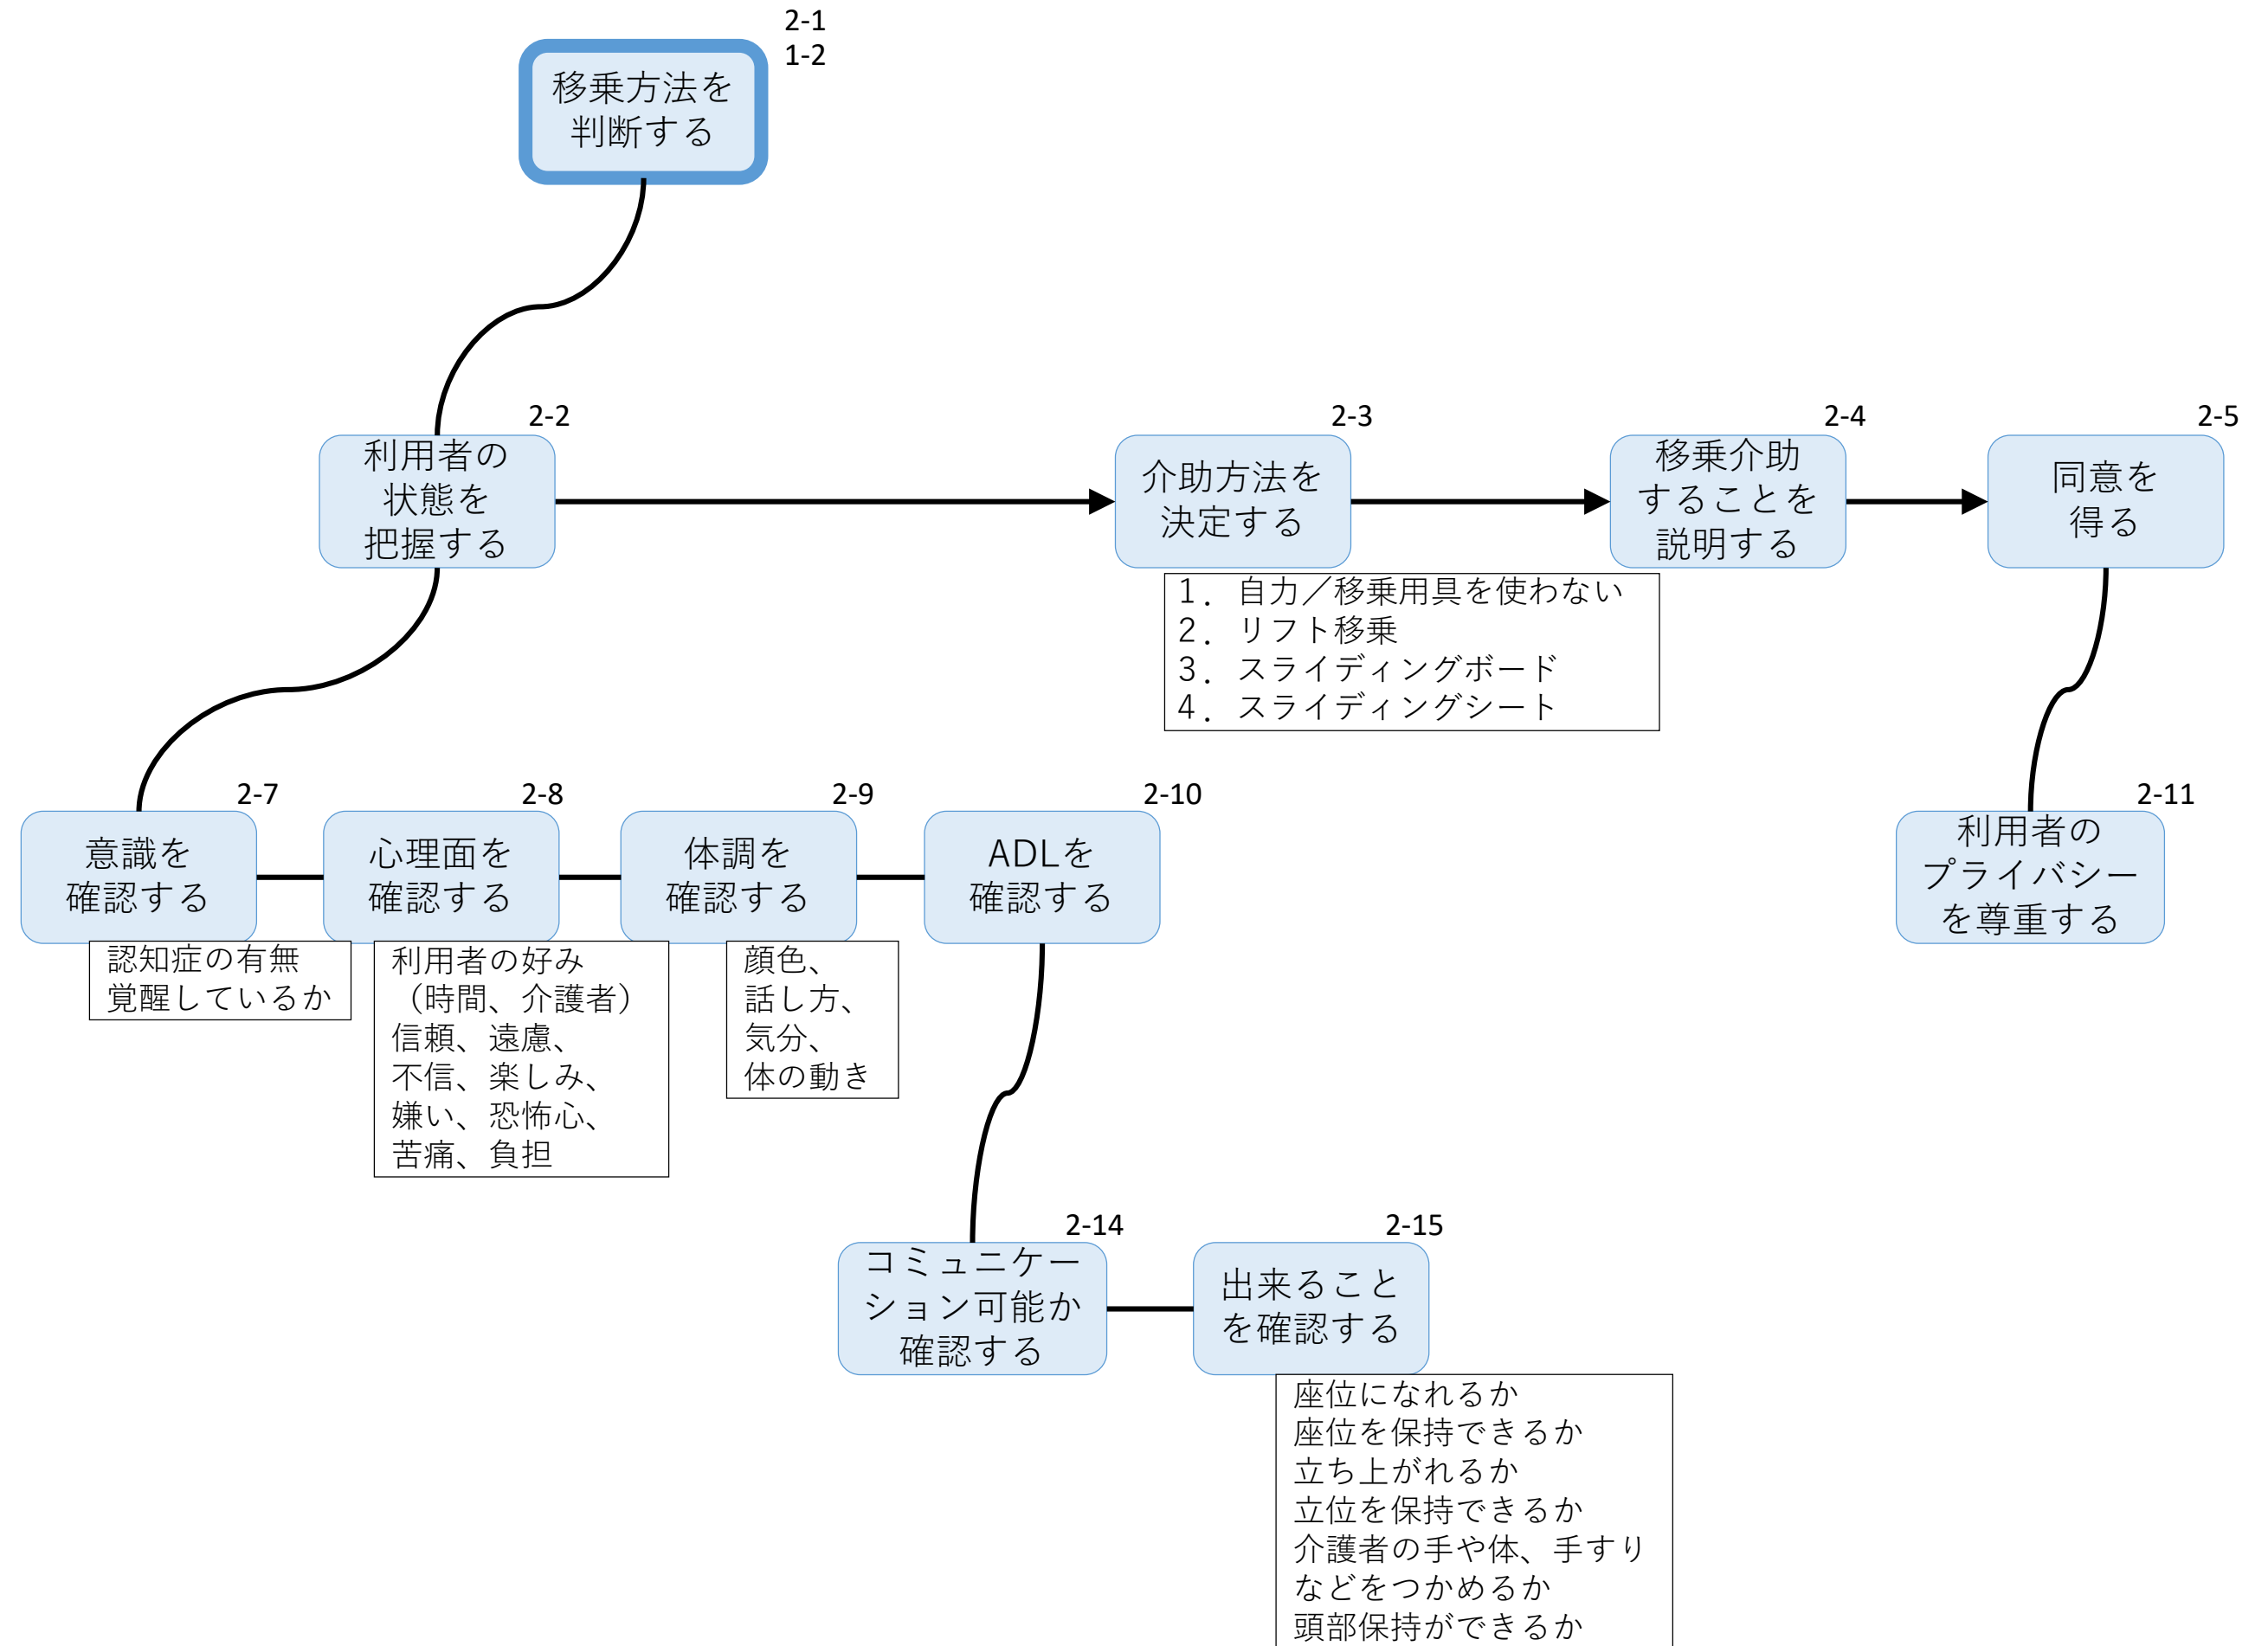 2-1
1-2
移乗方法を
判断する
2-2
利用者の
状態を
把握する
2-3
介助方法を
決定する
1．自力／移乗用具を使わない
2．リフト移乗
3．スライディングボード
4．スライディングシート
2-4
移乗介助
することを
説明する
2-5
同意を
得る
2-7
意識を
確認する
認知症の有無
覚醒しているか
2-8
心理面を
確認する
利用者の好み
（時間、介護者）
信頼、遠慮、
不信、楽しみ、
嫌い、恐怖心、
苦痛、負担
2-9
体調を
確認する
顔色、
話し方、
気分、
体の動き
2-10
ADLを
確認する
2-11
利用者の
プライバシー
を尊重する
2-14
コミュニケー
ション可能か
確認する
2-15
出来ること
を確認する
座位になれるか
座位を保持できるか
立ち上がれるか
立位を保持できるか
介護者の手や体、手すり
などをつかめるか
頭部保持ができるか